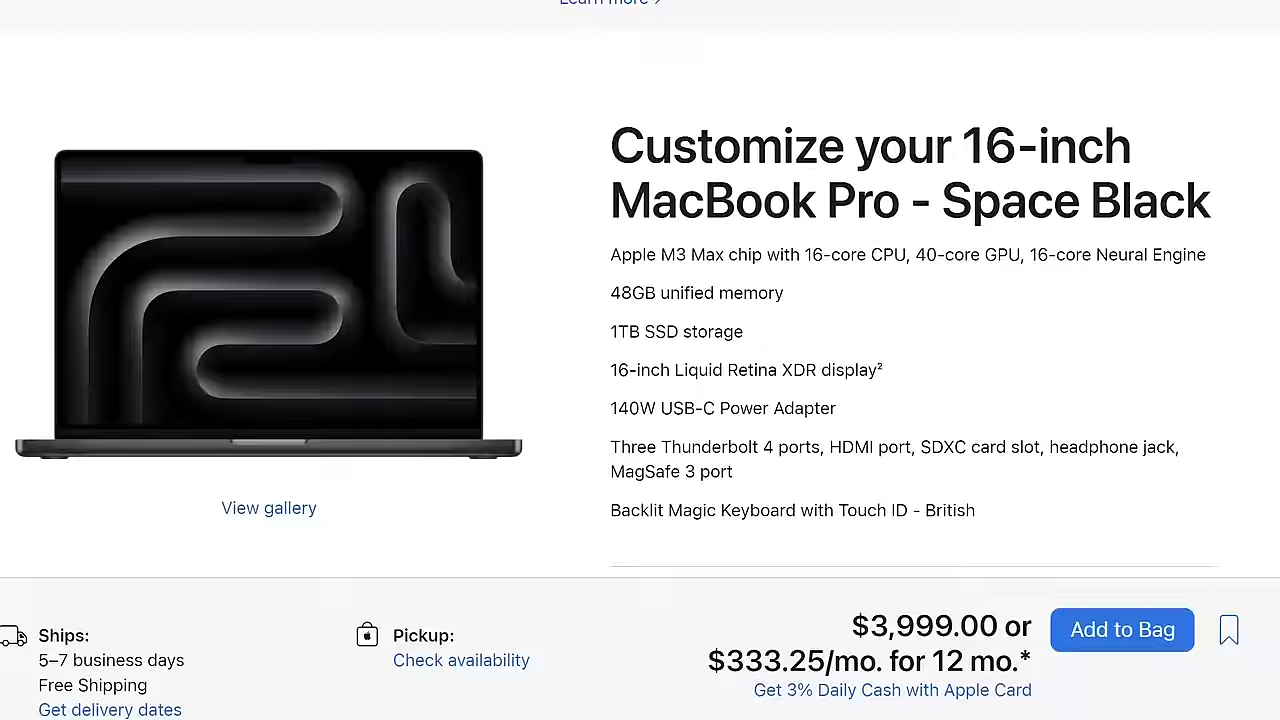 Learn more >
Customize your 16-inch
MacBook Pro - Space Black
Apple M3 Max chip with 16-core CPU, 40-core GPU, 16-core Neural Engine
48GB unified memory
1TB SSD storage
16-inch Liquid Retina XDR display²
140W USB-C Power Adapter
Three Thunderbolt 4 ports, HDMI port, SDXC card slot, headphone jack,
MagSafe 3 port
Backlit Magic Keyboard with Touch ID - British
View gallery
Ships:
5–7 business days
Free Shipping
Get delivery dates
Pickup:
Check availability
$3,999.00 or
$333.25/mo. for 12 mo.*
Get 3% Daily Cash with Apple Card
Add to Bag